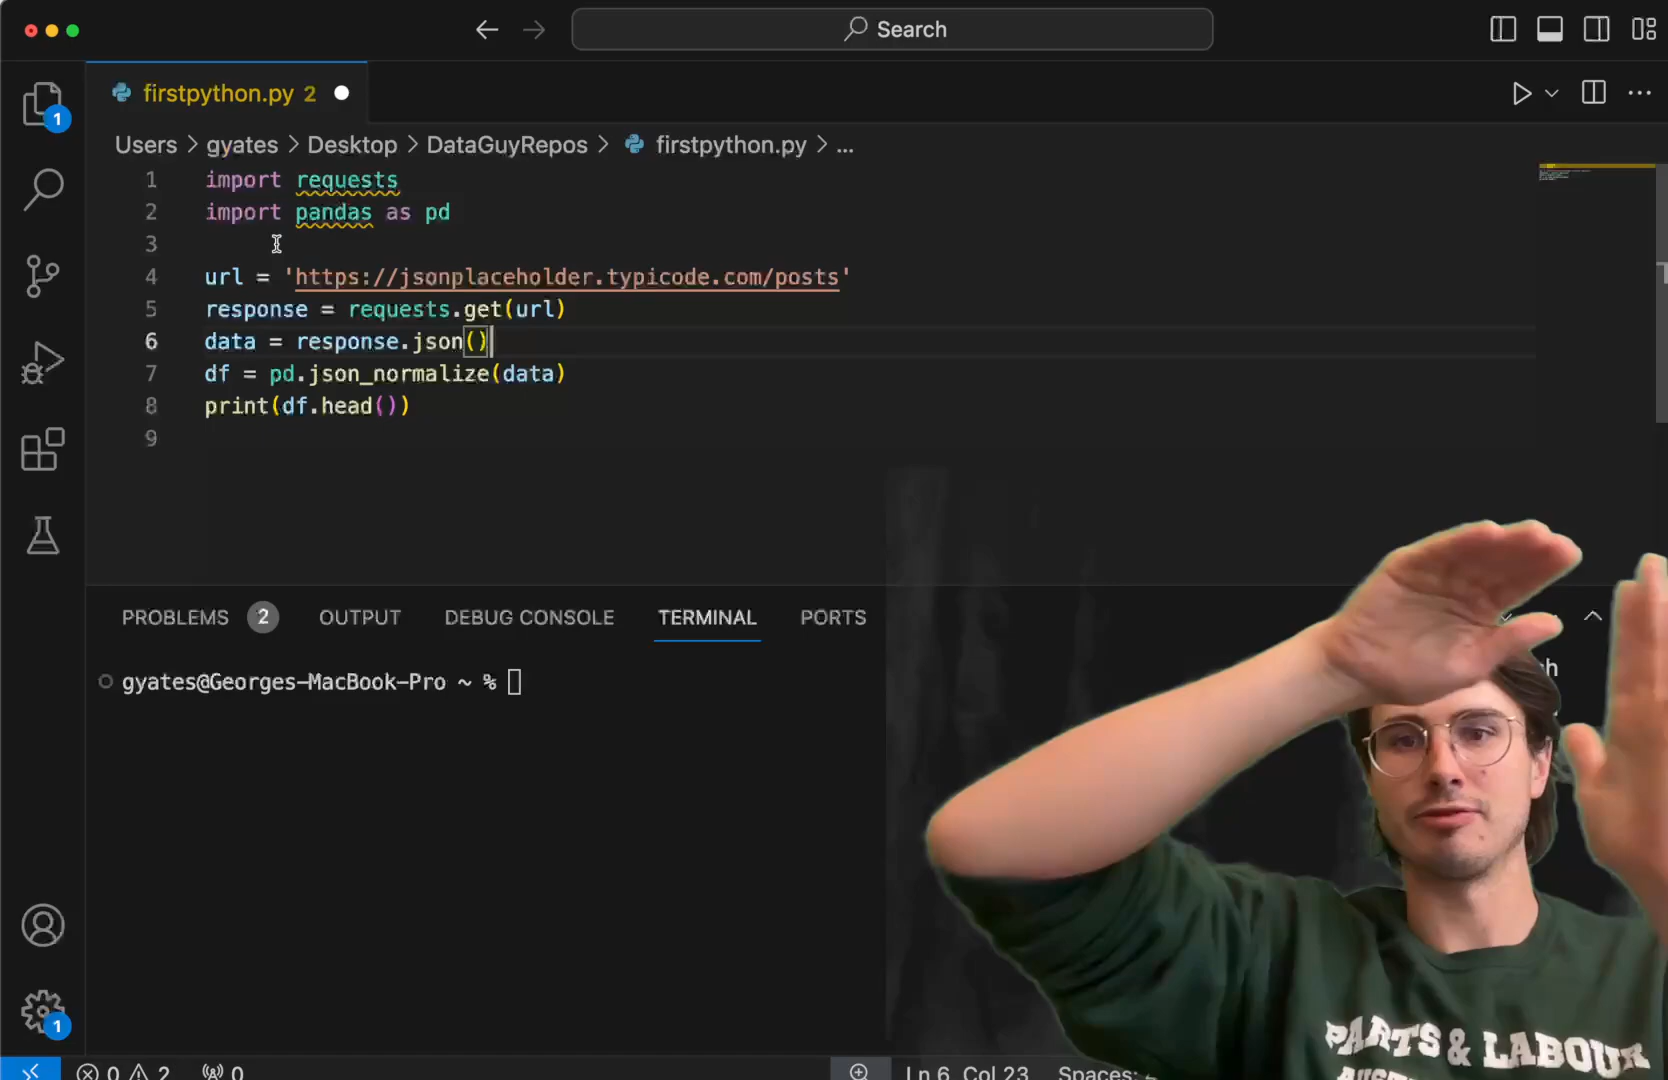 Search
firstpython.py 2
1
Users > gyates > Desktop > DataGuyRepos > firstpython.py > ...
1 import requests
2 import pandas as pd
3
4 url = 'https://jsonplaceholder.typicode.com/posts'
5 response = requests.get(url)
6 data = response.json()
7 df = pd.json_normalize(data)
8 print(df.head())
9
PROBLEMS 2 OUTPUT DEBUG CONSOLE TERMINAL PORTS
gyates@Georges-MacBook-Pro ~ %
PARTS & LABOUR
1
0 2 0 Ln 6, Col 23 Spaces: